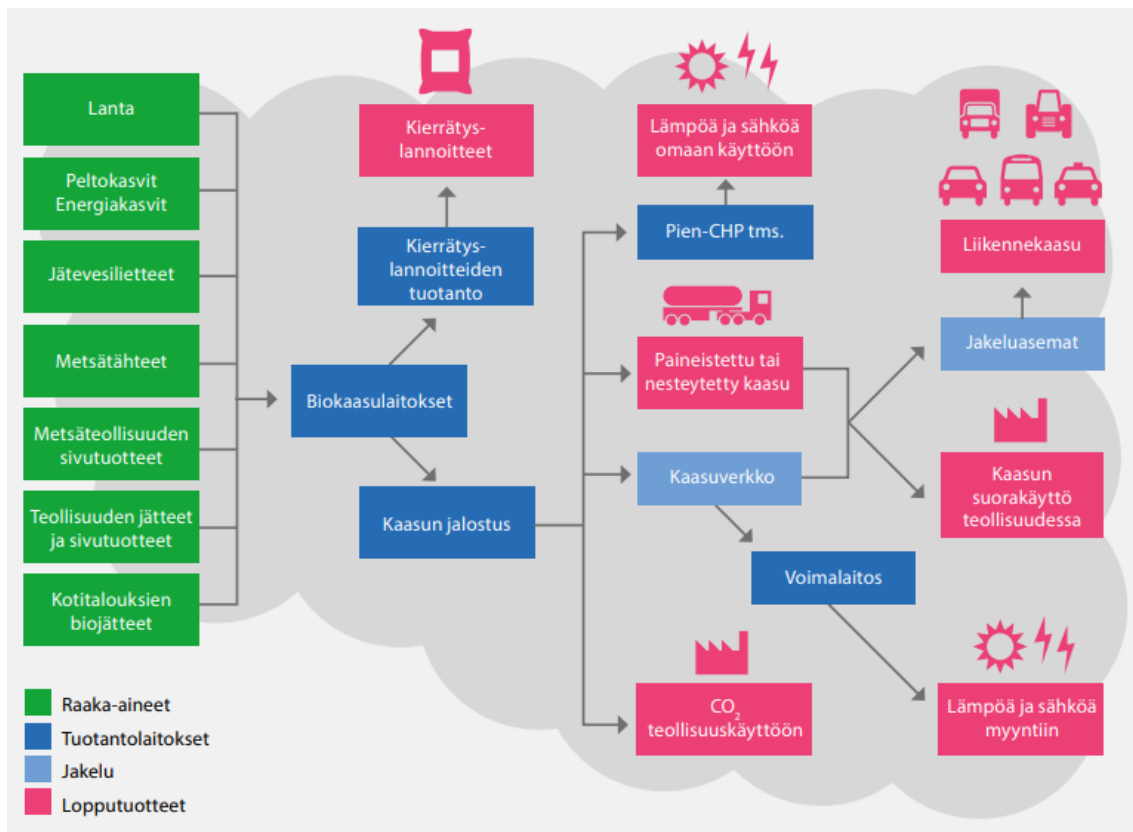 Lanta
Peltokasvit
Energiakasvit
Jätevesilietteet
Metsätähteet
Metsäteollisuuden
sivutuotteet
Teollisuuden jätteet
ja sivutuotteet
Kotitalouksien
biojätteet
Biokaasulaitokset
Kierrätys-
lannoitteet
Kierrätys-
lannoitteiden
tuotanto
Kaasun jalostus
Lämpöä ja sähköä
omaan käyttöön
Pien-CHP tms.
Paineistettu tai
nesteytetty kaasu
Kaasuverkko
Voimalaitos
CO₂
teollisuuskäyttöön
Liikennekaasu
Jakeluasemat
Kaasun
suorakäyttö
teollisuudessa
Lämpöä ja sähköä
myyntiin
Raaka-aineet
Tuotantolaitokset
Jakelu
Lopputuotteet